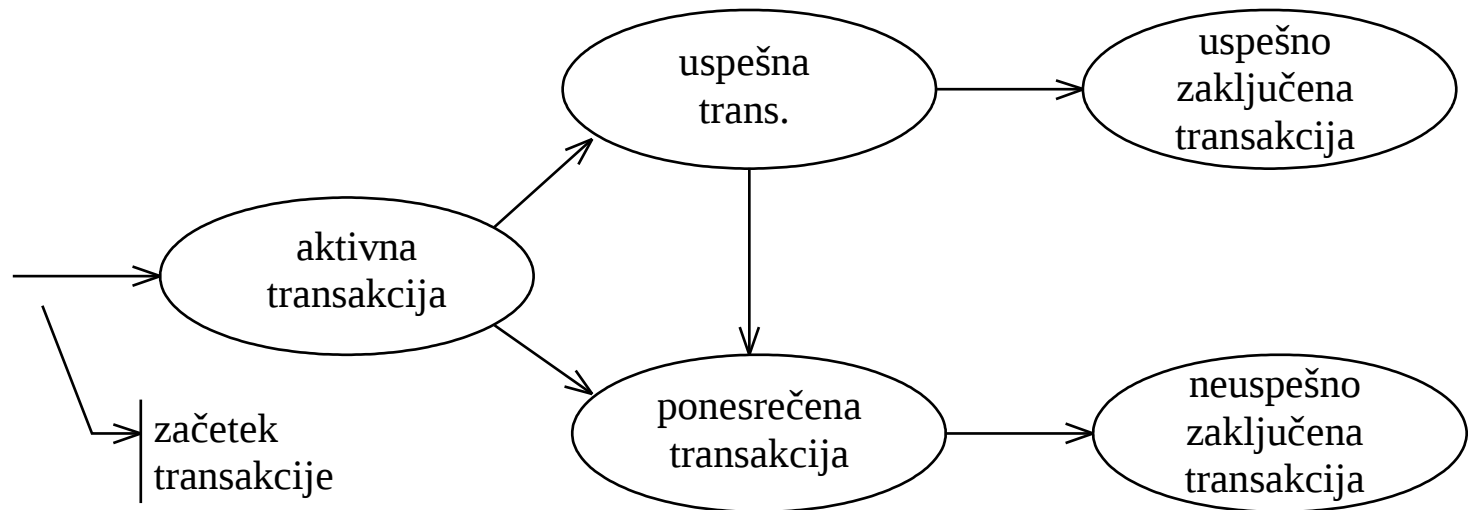 uspešna
trans.
uspešno
zaključena
transakcija
aktivna
transakcija
začetek
transakcije
ponesrečena
transakcija
neuspešno
zaključena
transakcija